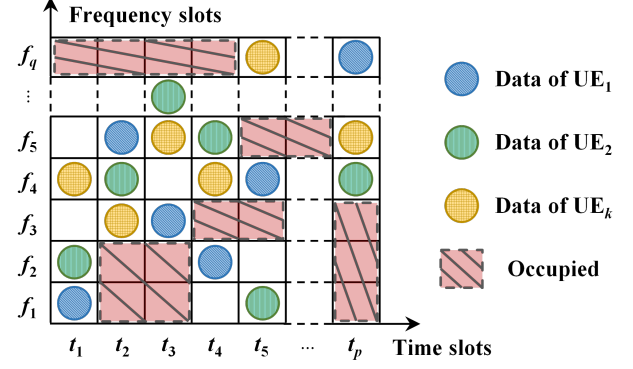 Frequency slots
f_q
⋮
f_5
f_4
f_3
f_2
f_1
t_1 t_2 t_3 t_4 t_5 ... t_p
Time slots
Data of UE_1
Data of UE_2
Data of UE_k
Occupied